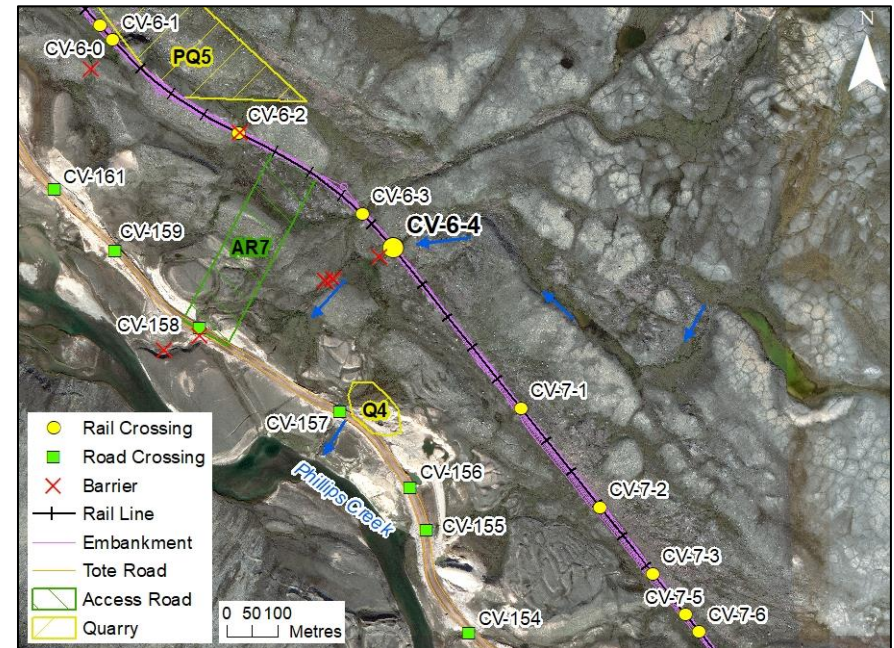 CV-6-1
CV-6-0
PQ5
N
CV-6-2
CV-161
CV-6-3
CV-6-4
CV-159
AR7
CV-158
CV-7-1
Q4
CV-157
Phillips Creek
CV-156
CV-7-2
CV-155
CV-7-3
CV-7-5
CV-7-6
CV-154
Rail Crossing
Road Crossing
Barrier
Rail Line
Embankment
Tote Road
Access Road
Quarry
0 50 100
Metres